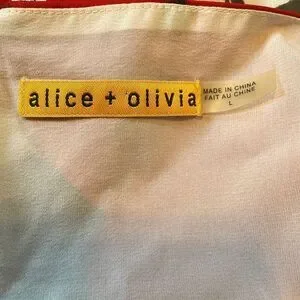 alice + olivia
MADE IN CHINA
FAIT AU CHINE
L